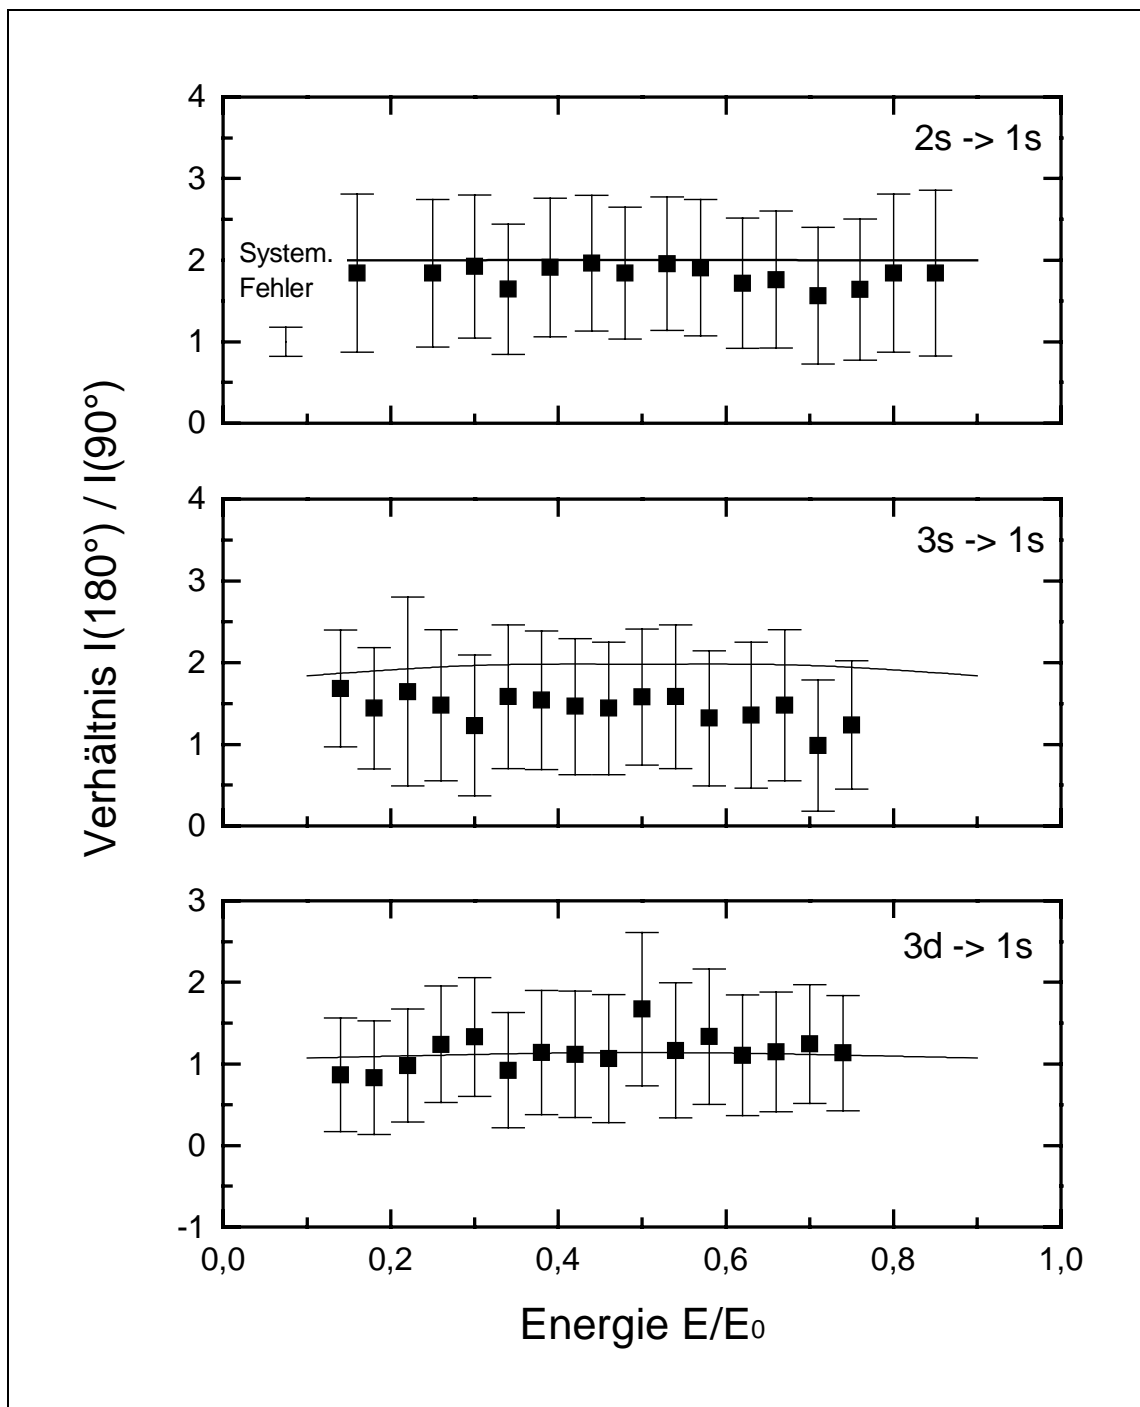 4
3
2
1
0
2s -> 1s
System.
Fehler
4
3
2
1
0
3s -> 1s
Verhältnis I(180°) / I(90°)
3
2
1
0
-1
3d -> 1s
0,0 0,2 0,4 0,6 0,8 1,0
Energie E/E0